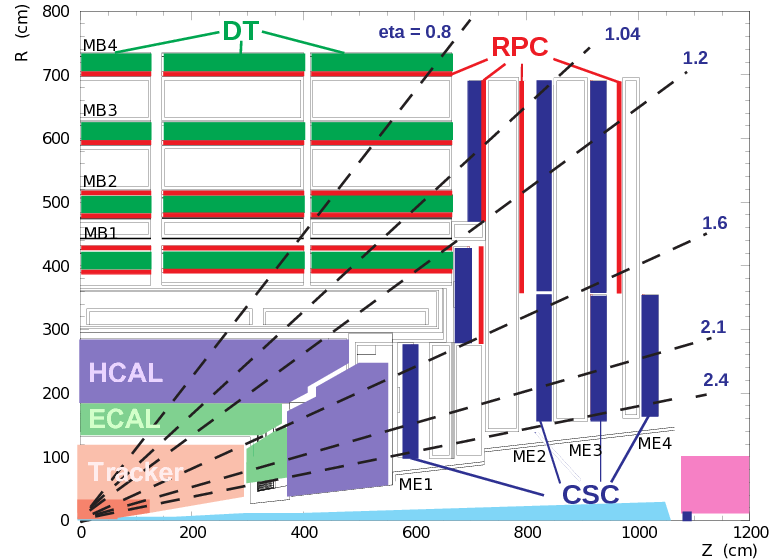 R (cm)
800
700
600
500
400
300
200
100
0
0
200
400
600
800
1000
1200
Z (cm)
DT
eta = 0.8
RPC
1.04
1.2
1.6
2.1
2.4
MB4
MB3
MB2
MB1
HCAL
ECAL
Tracker
ME1
ME2
ME3
ME4
CSC